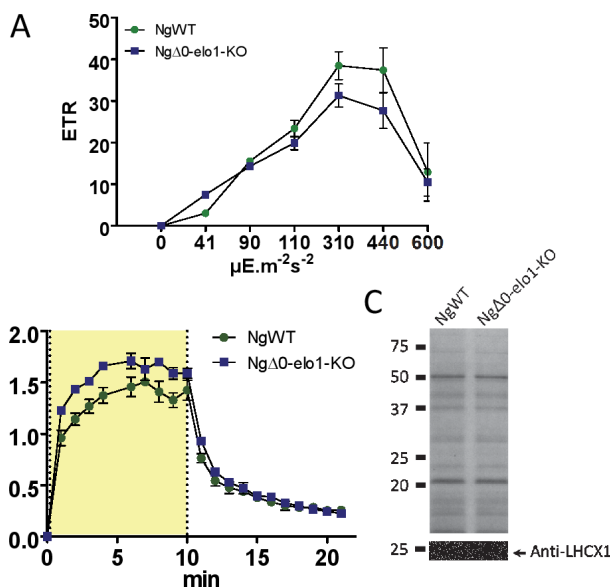 A
NgWT
NgΔ0-elo1-KO
ETR
50
40
30
20
10
0
0 41 90 110 310 440 600
µE.m⁻²s⁻²
NgWT
NgΔ0-elo1-KO
2.0
1.5
1.0
0.5
0.0
0 5 10 15 20
min
C
NgWT
NgΔ0-elo1-KO
75
50
37
25
20
25
Anti-LHCX1